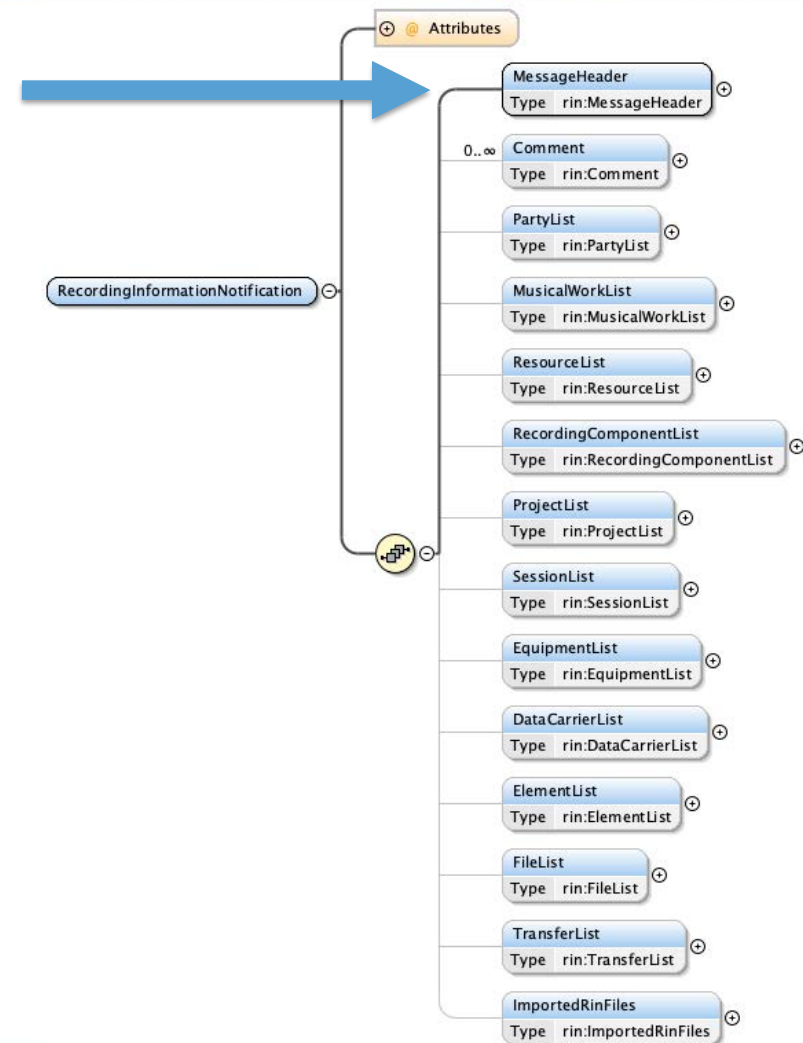 @ Attributes
MessageHeader
Type rin:MessageHeader
0..∞ Comment
Type rin:Comment
PartyList
Type rin:PartyList
MusicalWorkList
Type rin:MusicalWorkList
RecordingInformationNotification
ResourceList
Type rin:ResourceList
RecordingComponentList
Type rin:RecordingComponentList
ProjectList
Type rin:ProjectList
SessionList
Type rin:SessionList
EquipmentList
Type rin:EquipmentList
DataCarrierList
Type rin:DataCarrierList
ElementList
Type rin:ElementList
FileList
Type rin:FileList
TransferList
Type rin:TransferList
ImportedRinFiles
Type rin:ImportedRinFiles